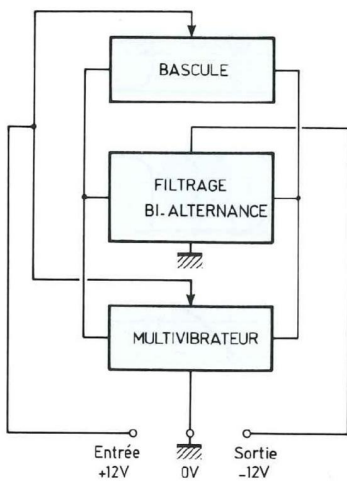 BASCULE
FILTRAGE
BI-ALTERNANCE
MULTIVIBRATEUR
Entrée
+12V
0V
Sortie
-12V